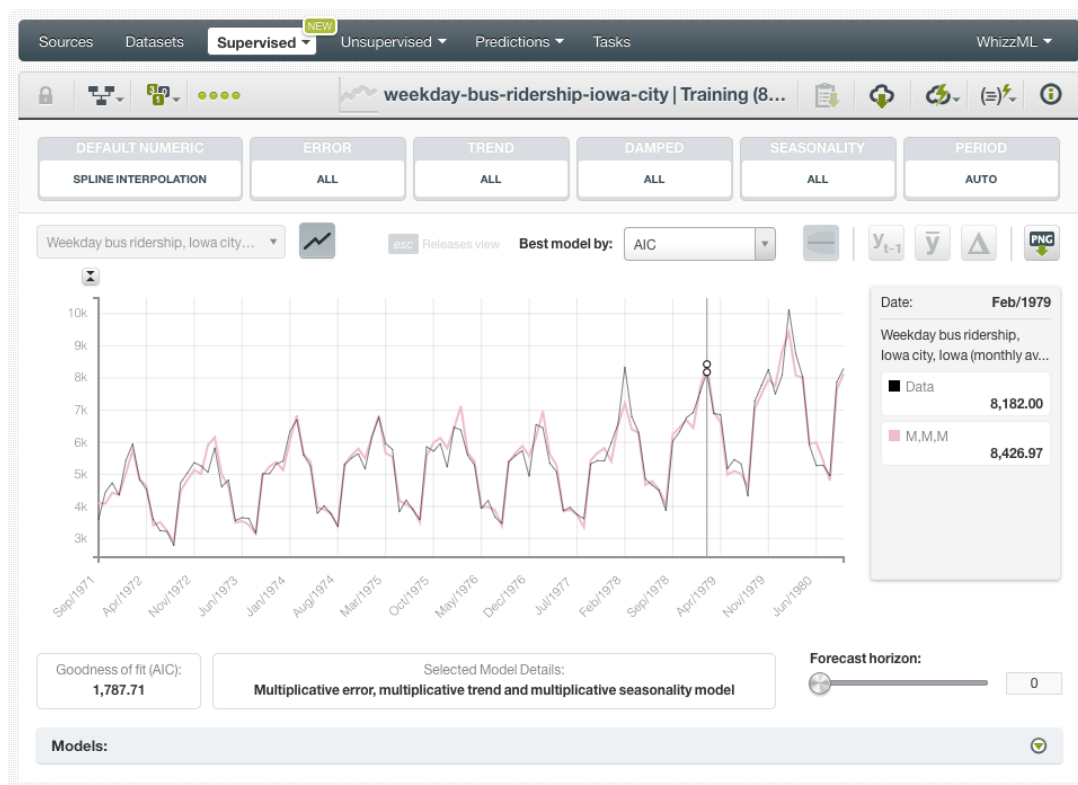 NEW
Sources Datasets Supervised Unsupervised Predictions Tasks WhizzML
weekday-bus-ridership-iowa-city | Training (8...
DEFAULT NUMERIC ERROR TREND DAMPED SEASONALITY PERIOD
SPLINE INTERPOLATION ALL ALL ALL ALL AUTO
Weekday bus ridership, Iowa city... esc Releases view Best model by: AIC yt-1 y Δ PNG
Date: Feb/1979
Weekday bus ridership,
Iowa city, Iowa (monthly av...
Data
8,182.00
M,M,M
8,426.97
10k
9k
8k
7k
6k
5k
4k
3k
Sep/1971 Apr/1972 Nov/1972 Jun/1973 Jan/1974 Aug/1974 Mar/1975 Oct/1975 May/1976 Dec/1976 Jul/1977 Feb/1978 Sep/1978 Apr/1979 Nov/1979 Jun/1980
Goodness of fit (AIC):
1,787.71
Selected Model Details:
Multiplicative error, multiplicative trend and multiplicative seasonality model
Forecast horizon:
0
Models: